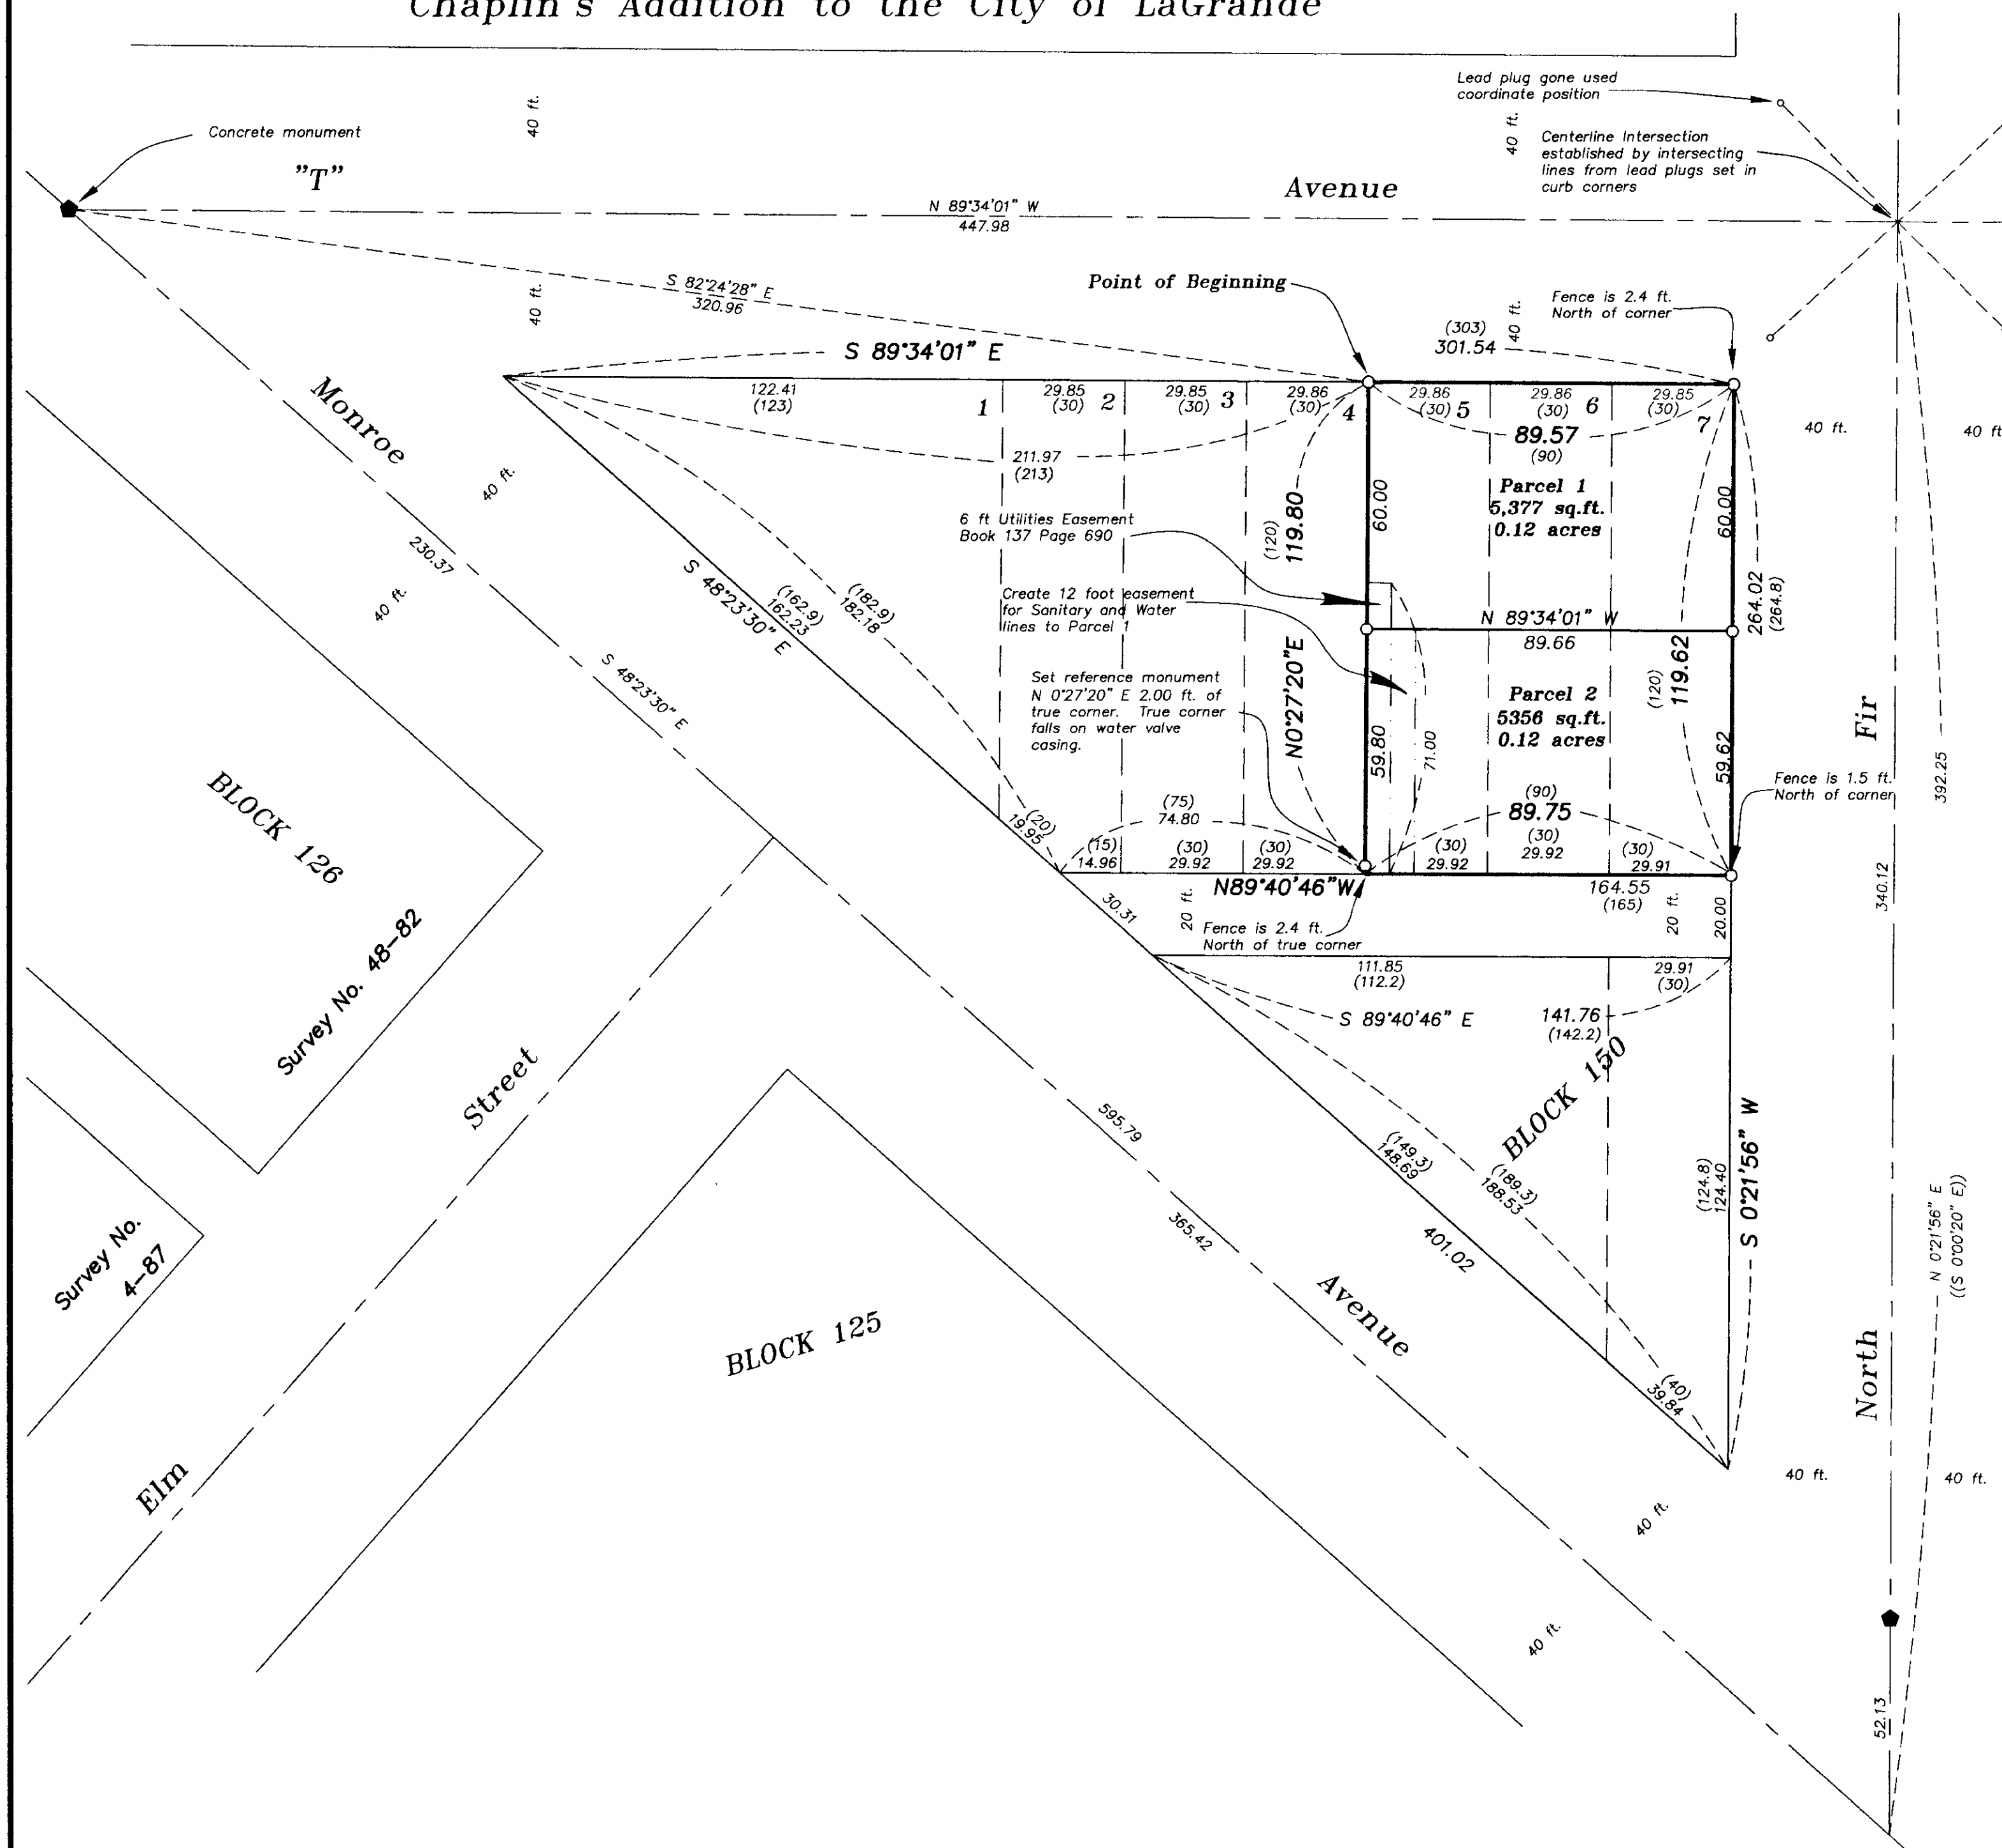 Chaplin's Addition to the City of LaGrande
Lead plug gone used
coordinate position
40 ft.
40 ft.
Concrete monument
Centerline Intersection
established by intersecting
lines from lead plugs set in
curb corners
"T"
Avenue
N 89°34'01" W
447.98
S 82°24'28" E
320.96
40 ft.
Point of Beginning
Fence is 2.4 ft.
North of corner
40 ft.
(303)
301.54
S 89°34'01" E
122.41
(123)
1
29.85
(30)
2
29.85
(30)
3
29.86
(30)
4
29.86
(30)
5
29.86
(30)
6
29.85
(30)
7
89.57
(90)
40 ft.
40 ft
Monroe
40 ft.
211.97
(213)
Parcel 1
5,377 sq.ft.
0.12 acres
60.00
60.00
(120)
119.80
6 ft Utilities Easement
Book 137 Page 690
230.37
40 ft.
S 48°23'30" E
(162.9)
162.23
(182.9)
182.18
Create 12 foot easement
for Sanitary and Water
lines to Parcel 1
N 89°34'01" W
89.66
264.02
(264.8)
(120)
119.62
N0°27'20"E
S 48°23'30" E
Set reference monument
N 0°27'20" E 2.00 ft. of
true corner. True corner
falls on water valve
casing.
Parcel 2
5356 sq.ft.
0.12 acres
59.80
71.00
59.62
Fir
392.25
Fence is 1.5 ft.
North of corner
BLOCK 126
(20)
19.95
(75)
74.80
(90)
89.75
(15)
14.96
(30)
29.92
(30)
29.92
(30)
29.92
(30)
29.92
(30)
29.91
N89°40'46"W
164.55
(165)
340.12
30.31
20 ft.
20 ft.
20.00
Fence is 2.4 ft.
North of true corner
Survey No. 48-82
111.85
(112.2)
29.91
(30)
S 89°40'46" E
141.76
(142.2)
BLOCK 150
Street
595.79
(149.3)
148.69
(189.3)
188.53
(124.8)
124.40
S 0°21'56" W
Survey No.
4-87
365.42
401.02
N 0°21'56" E
((S 0°00'20" E))
Avenue
BLOCK 125
North
(40)
39.84
Elm
40 ft.
40 ft.
40 ft.
40 ft.
52.13